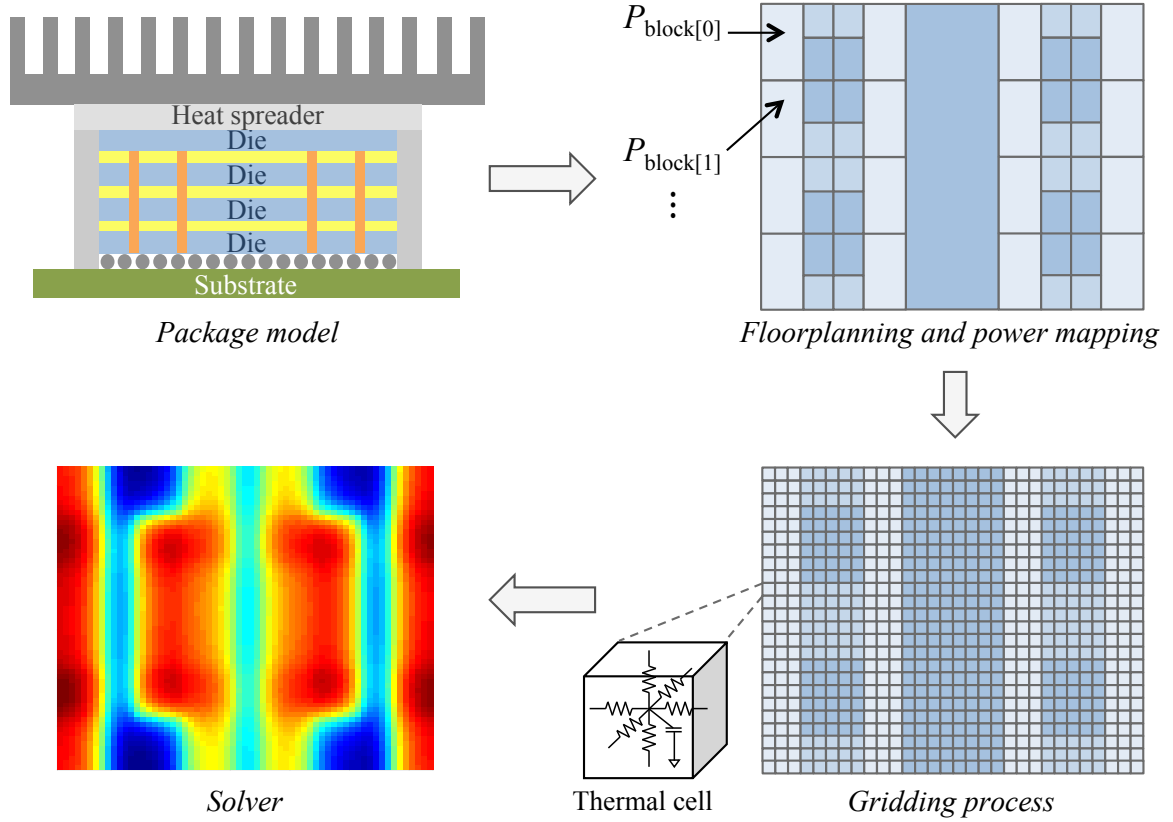 Heat spreader
Die
Die
Die
Die
Substrate
Package model
P_block[0]
P_block[1]
⋮
Floorplanning and power mapping
Solver
Thermal cell
Gridding process